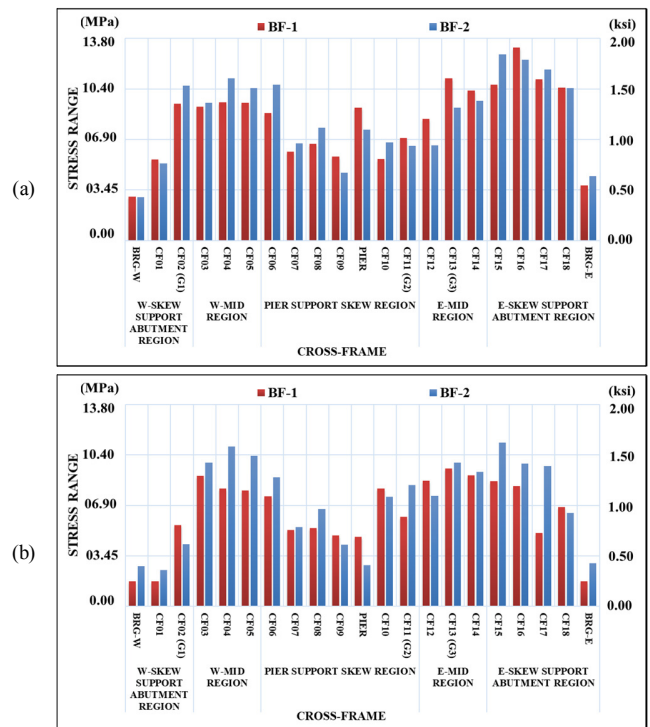 (a)
(MPa)
(ksi)
BF-1
BF-2
STRESS RANGE
13.80
10.40
06.90
03.45
0.00
2.00
1.50
1.00
0.50
0.00
BRG-W
CF01
CF02 (G1)
CF03
CF04
CF05
CF06
CF07
CF08
CF09
PIER
CF10
CF11 (G2)
CF12
CF13 (G3)
CF14
CF15
CF16
CF17
CF18
BRG-E
W-SKEW
SUPPORT
ABUTMENT
REGION
W-MID
REGION
PIER SUPPORT SKEW REGION
E-MID
REGION
E-SKEW SUPPORT
ABUTMENT REGION
CROSS-FRAME
(b)
(MPa)
(ksi)
BF-1
BF-2
STRESS RANGE
13.80
10.40
06.90
03.45
0.00
2.00
1.50
1.00
0.50
0.00
BRG-W
CF01
CF02 (G1)
CF03
CF04
CF05
CF06
CF07
CF08
CF09
PIER
CF10
CF11 (G2)
CF12
CF13 (G3)
CF14
CF15
CF16
CF17
CF18
BRG-E
W-SKEW
SUPPORT
ABUTMENT
REGION
W-MID
REGION
PIER SUPPORT SKEW REGION
E-MID
REGION
E-SKEW SUPPORT
ABUTMENT REGION
CROSS-FRAME